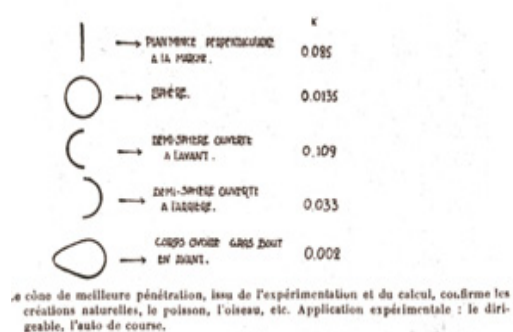 K
PLAN MINCE PERPENDICULAIRE
A LA MARCHE.
0.085
SPHÈRE.
0.0135
DEMI-SPHÈRE OUVERTE
A L'AVANT.
0.109
DEMI-SPHÈRE OUVERTE
A L'ARRIÈRE.
0.033
CORPS OVOIDE GROS BOUT
EN AVANT.
0.002
e cône de meilleure pénétration, issu de l'expérimentation et du calcul, confirme les
créations naturelles, le poisson, l'oiseau, etc. Application expérimentale : le diri-
geable, l'auto de course.